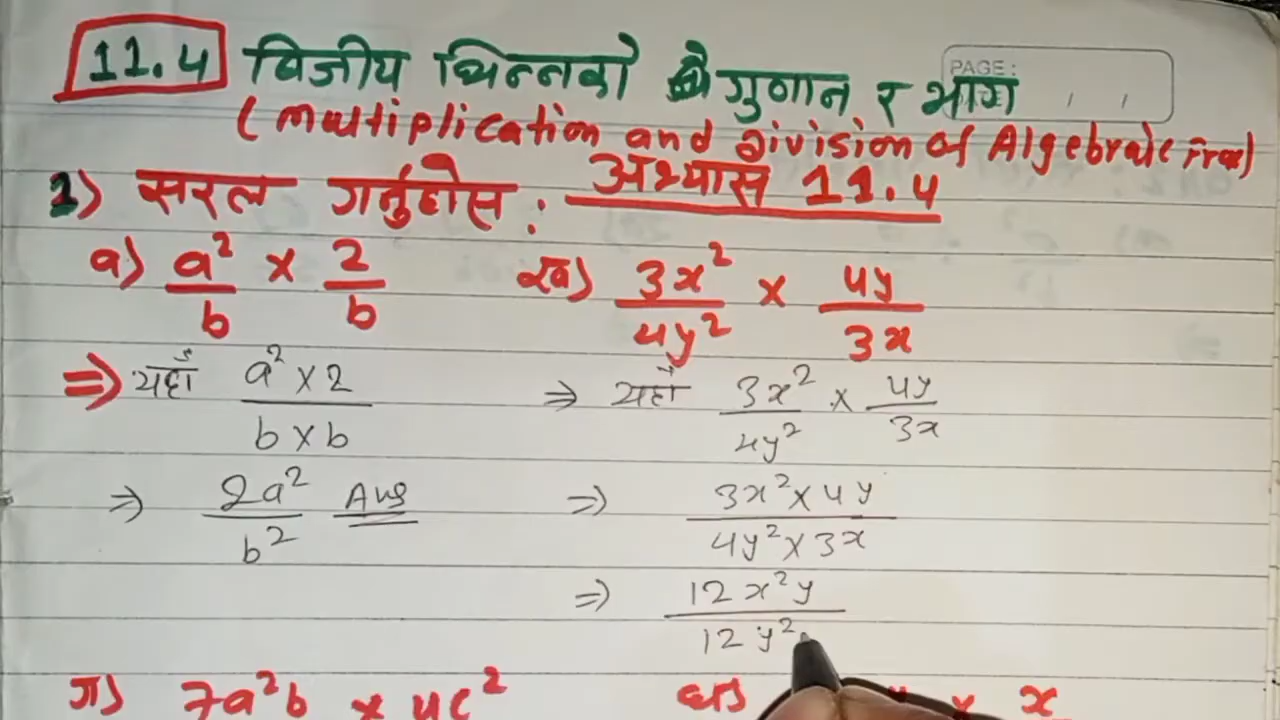 11.4 विजीय भिन्नको गुणान र भाग
PAGE:
(Multiplication and Division of Algebraic Frac)
1) सरल गर्नुहोस : अभ्यास 11.4
a) a²/b × 2/b ख) 3x²/4y² × 4y/3x
⇒ यहाँ a² × 2 / b × b ⇒ यहाँ 3x²/4y² × 4y/3x
⇒ 2a²/b² Ans ⇒ 3x² × 4y / 4y² × 3x
⇒ 12x²y / 12y²
ग) 7a²b × 4c² घ) × x